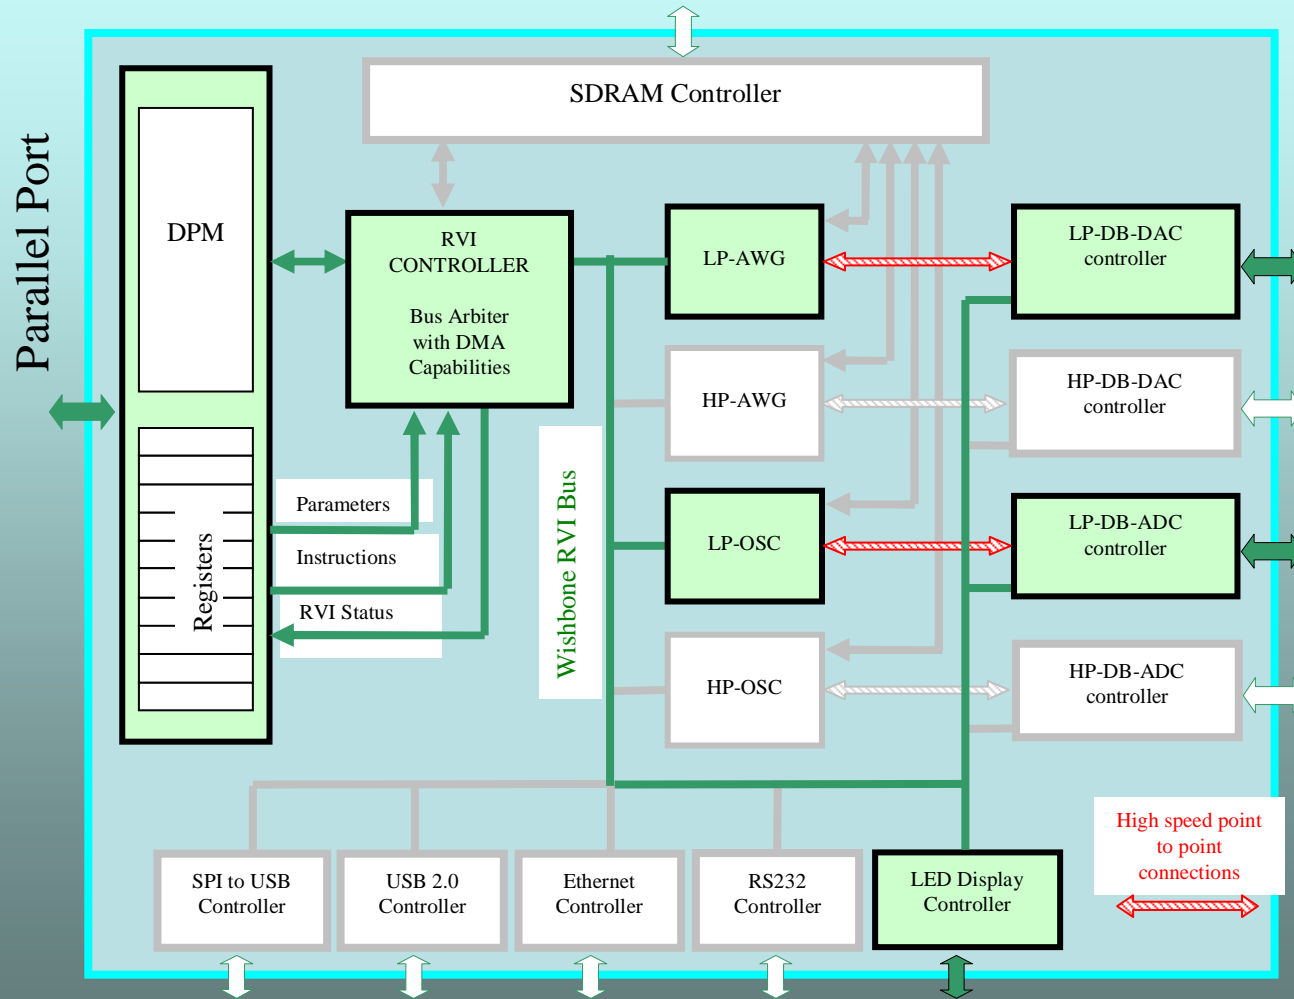 SDRAM Controller
Parallel Port
DPM
RVI
CONTROLLER
Bus Arbiter
with DMA
Capabilities
LP-AWG
LP-DB-DAC
controller
HP-AWG
HP-DB-DAC
controller
Parameters
Instructions
RVI Status
Registers
Wishbone RVI Bus
LP-OSC
LP-DB-ADC
controller
HP-OSC
HP-DB-ADC
controller
High speed point
to point
connections
SPI to USB
Controller
USB 2.0
Controller
Ethernet
Controller
RS232
Controller
LED Display
Controller